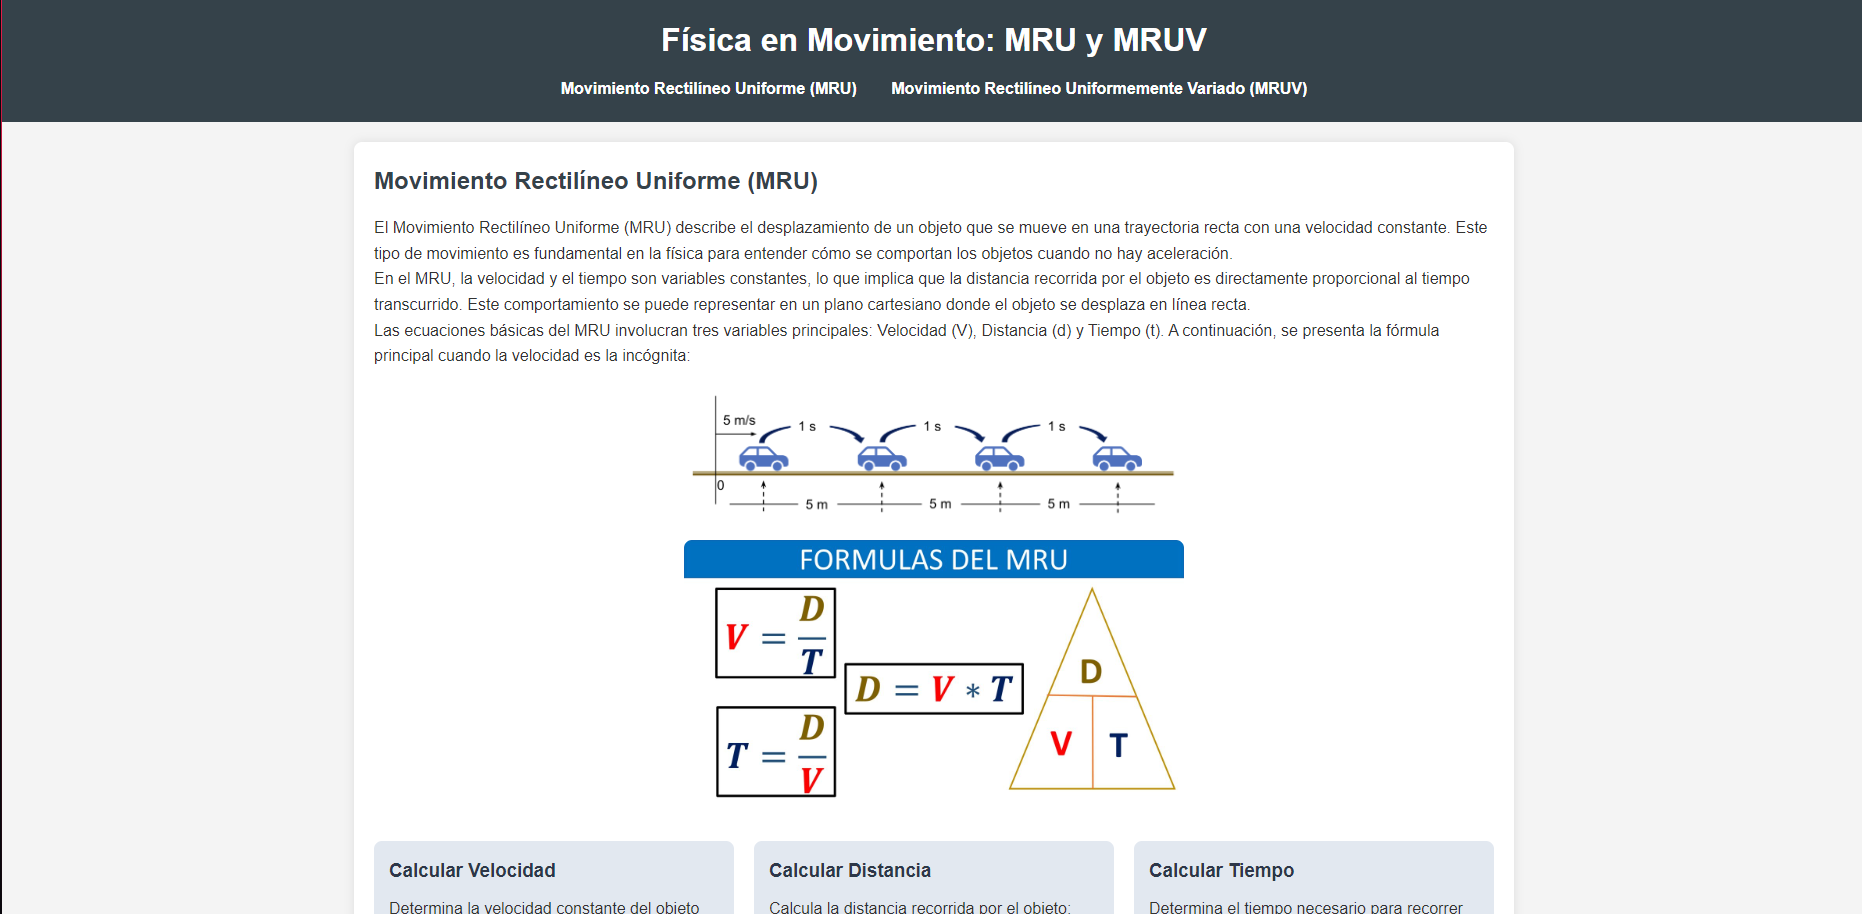 Física en Movimiento: MRU y MRUV
Movimiento Rectilíneo Uniforme (MRU) Movimiento Rectilíneo Uniformemente Variado (MRUV)
Movimiento Rectilíneo Uniforme (MRU)
El Movimiento Rectilíneo Uniforme (MRU) describe el desplazamiento de un objeto que se mueve en una trayectoria recta con una velocidad constante. Este
tipo de movimiento es fundamental en la física para entender cómo se comportan los objetos cuando no hay aceleración.
En el MRU, la velocidad y el tiempo son variables constantes, lo que implica que la distancia recorrida por el objeto es directamente proporcional al tiempo
transcurrido. Este comportamiento se puede representar en un plano cartesiano donde el objeto se desplaza en línea recta.
Las ecuaciones básicas del MRU involucran tres variables principales: Velocidad (V), Distancia (d) y Tiempo (t). A continuación, se presenta la fórmula
principal cuando la velocidad es la incógnita:
5 m/s 1 s 1 s 1 s
0
5 m 5 m 5 m
FORMULAS DEL MRU
V = D / T
D = V * T
T = D / V
D
V T
Calcular Velocidad
Determina la velocidad constante del objeto
Calcular Distancia
Calcula la distancia recorrida por el objeto:
Calcular Tiempo
Determina el tiempo necesario para recorrer